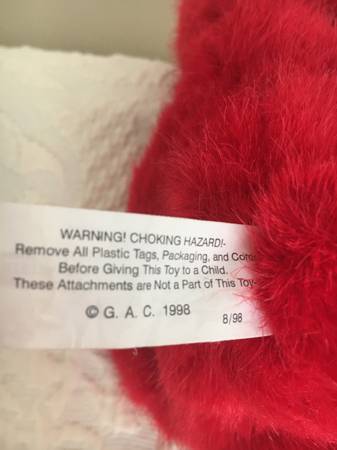 WARNING! CHOKING HAZARD!-
Remove All Plastic Tags, Packaging, and
Before Giving This Toy to a Child.
These Attachments are Not a Part of This Toy-
© G. A. C. 1998
8/98